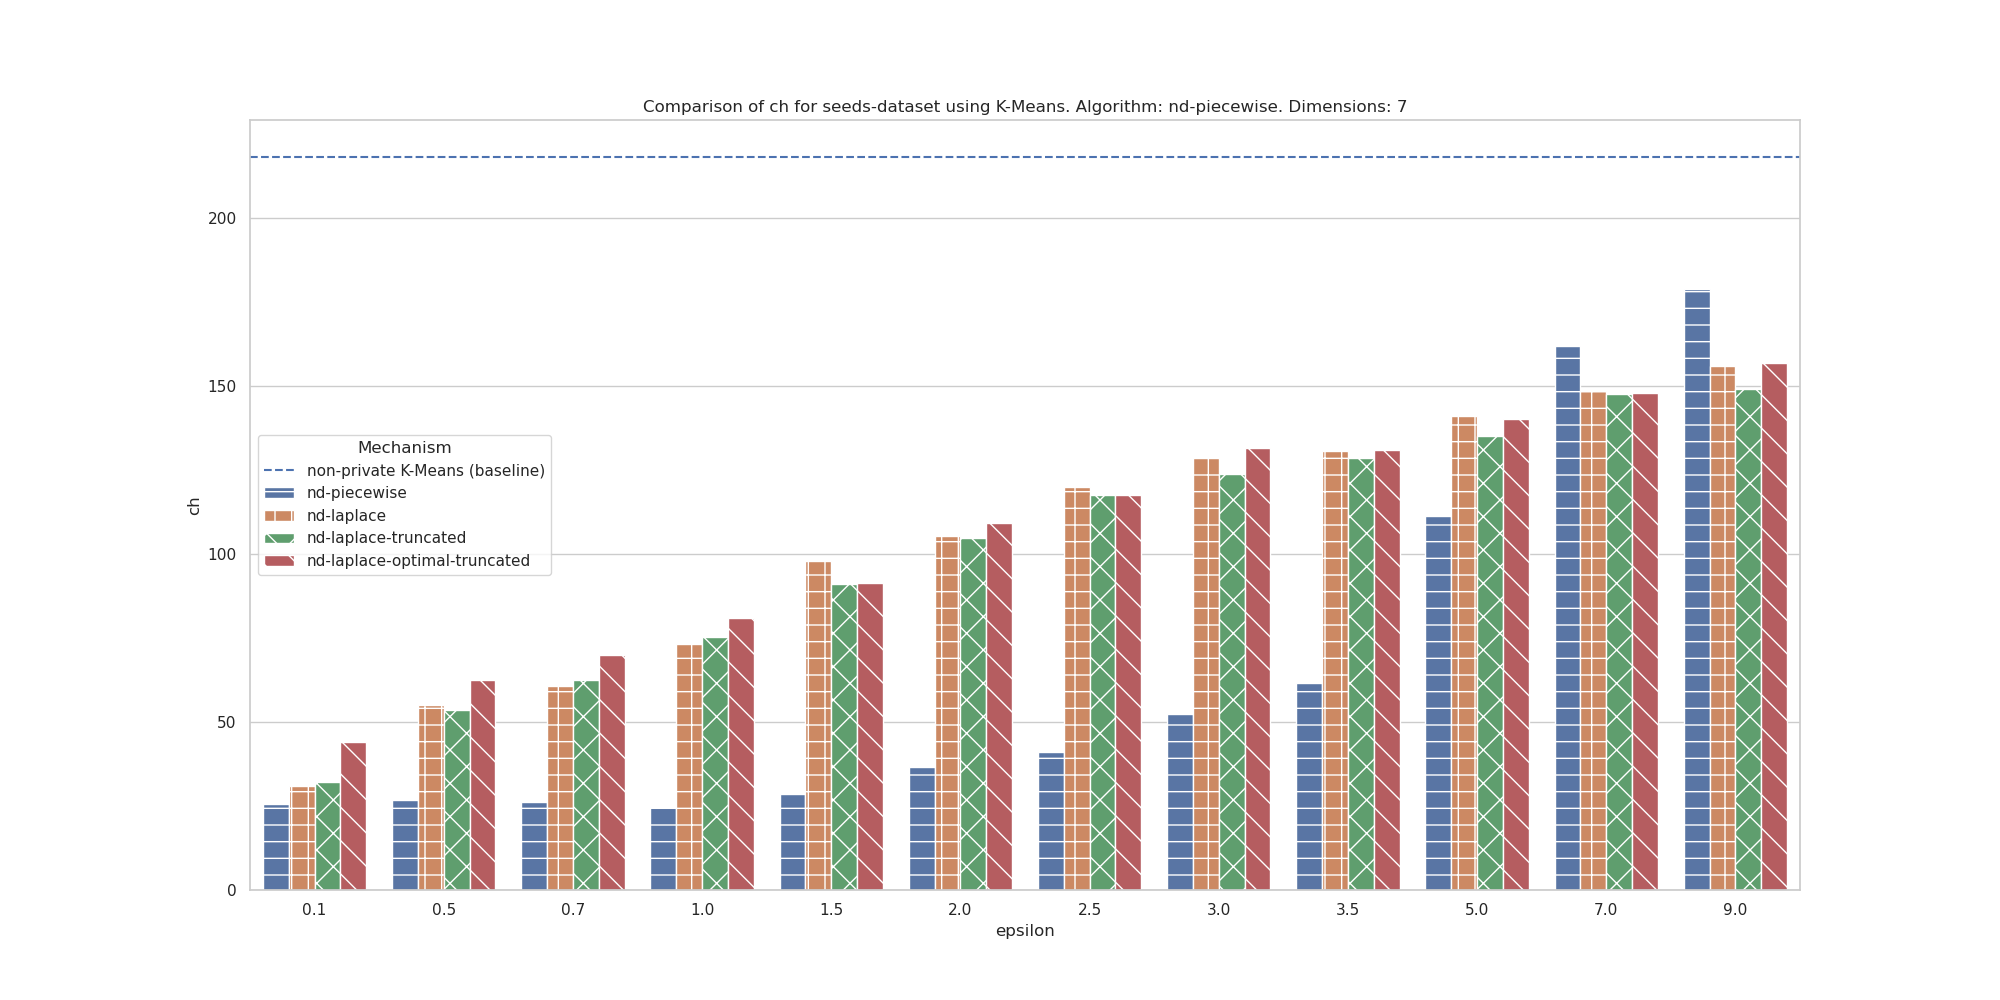 Comparison of ch for seeds-dataset using K-Means. Algorithm: nd-piecewise. Dimensions: 7
200
150
100
50
0
ch
Mechanism
non-private K-Means (baseline)
nd-piecewise
nd-laplace
nd-laplace-truncated
nd-laplace-optimal-truncated
0.1 0.5 0.7 1.0 1.5 2.0 2.5 3.0 3.5 5.0 7.0 9.0
epsilon